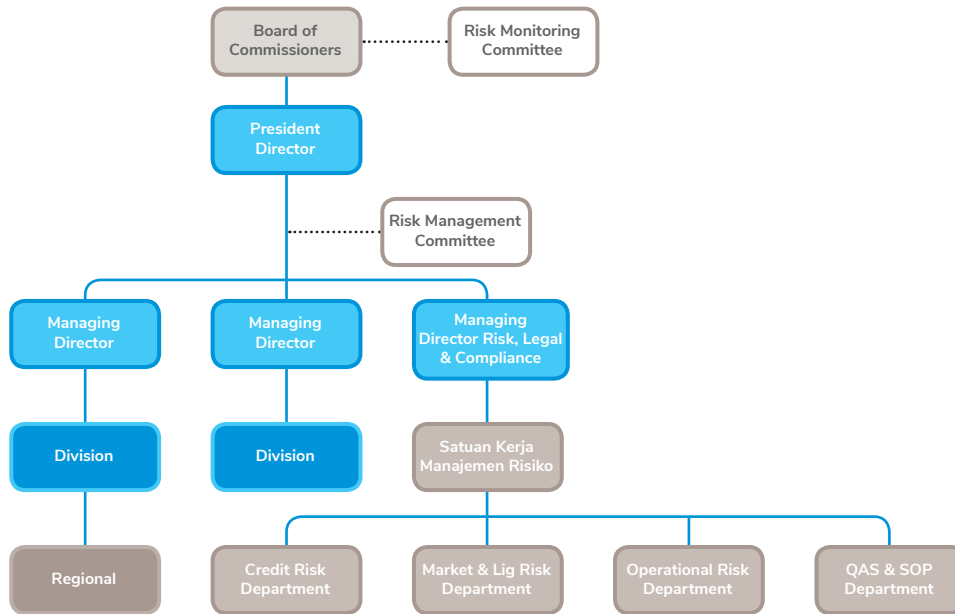 Board of
Commissioners
Risk Monitoring
Committee
President
Director
Risk Management
Committee
Managing
Director
Managing
Director
Managing
Director Risk, Legal
& Compliance
Division
Division
Satuan Kerja
Manajemen Risiko
Regional
Credit Risk
Department
Market & Lig Risk
Department
Operational Risk
Department
QAS & SOP
Department